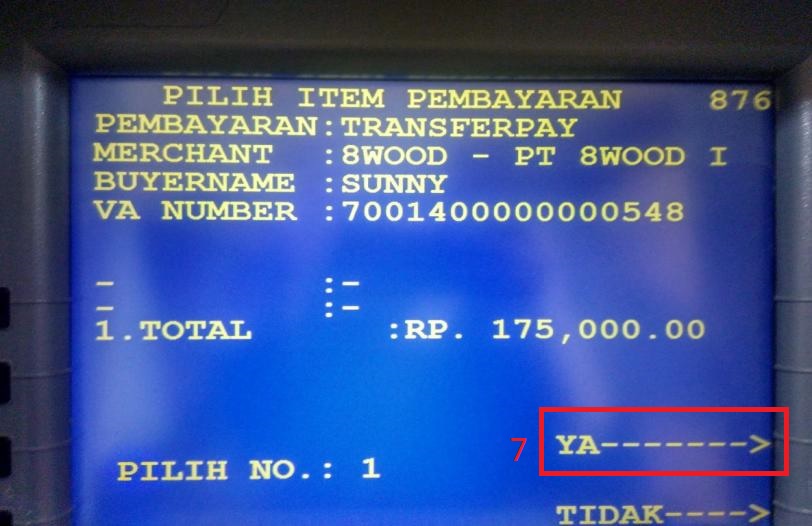 PILIH ITEM PEMBAYARAN 876
PEMBAYARAN:TRANSFERPAY
MERCHANT :8WOOD - PT 8WOOD I
BUYERNAME :SUNNY
VA NUMBER :7001400000000548
- :-
- :-
1.TOTAL :RP. 175,000.00
7 YA------->
PILIH NO.: 1
TIDAK---->